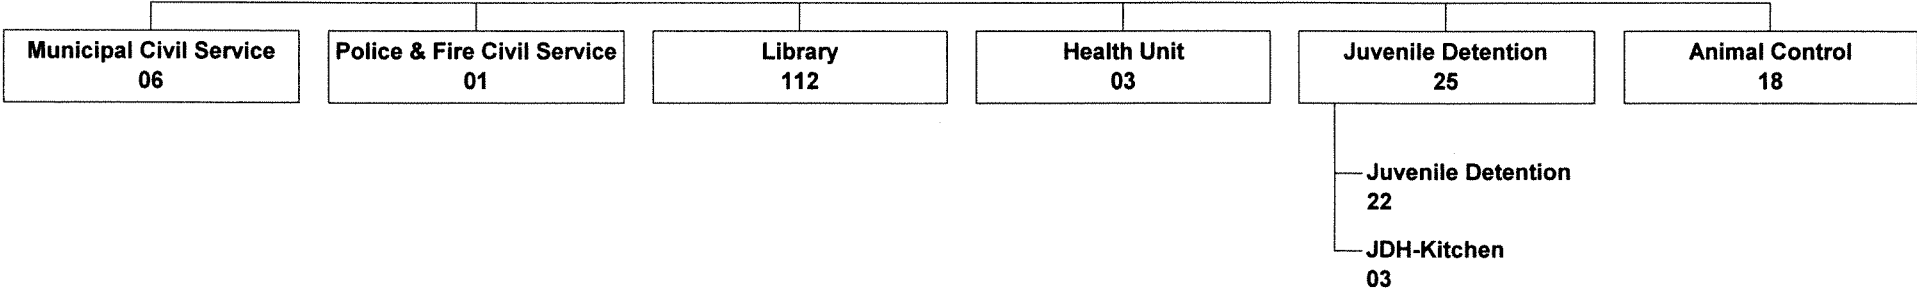 Municipal Civil Service
06
Police & Fire Civil Service
01
Library
112
Health Unit
03
Juvenile Detention
25
Animal Control
18
Juvenile Detention
22
JDH-Kitchen
03